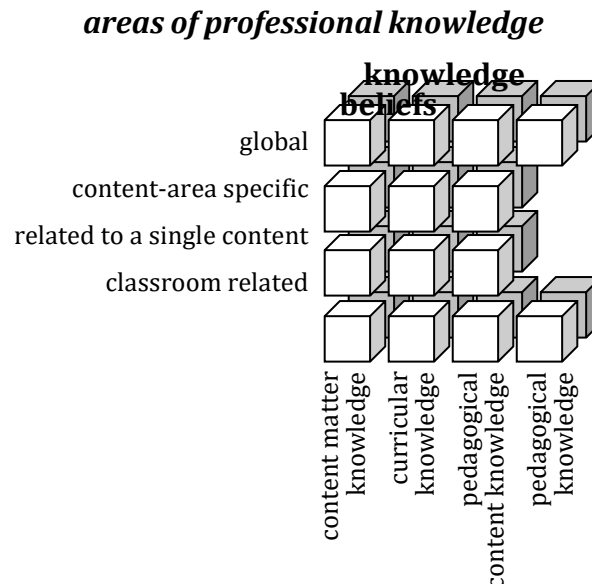 areas of professional knowledge
knowledge
beliefs
global
content-area specific
related to a single content
classroom related
content matter
knowledge
curricular
knowledge
pedagogical
content knowledge
pedagogical
knowledge